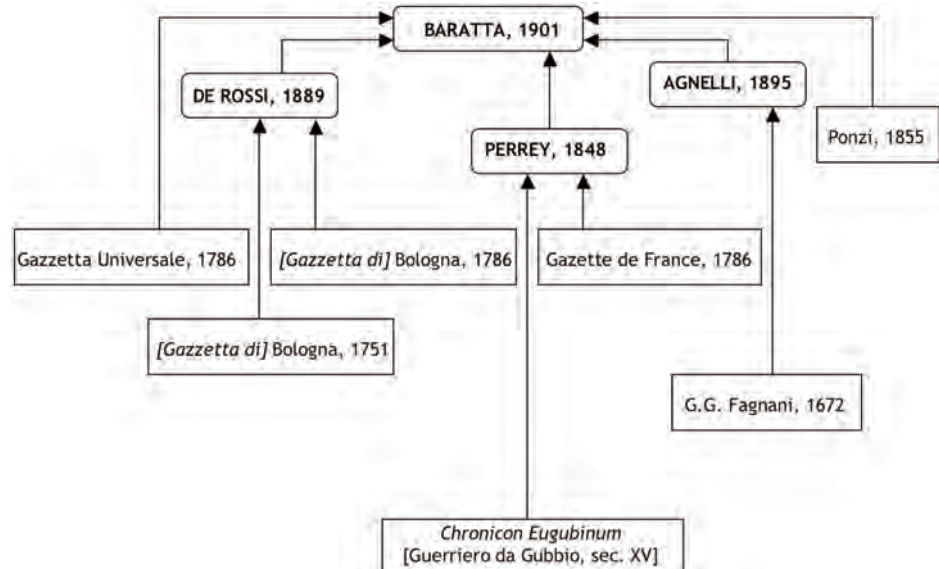 BARATTA, 1901
DE ROSSI, 1889
AGNELLI, 1895
Ponzi, 1855
PERREY, 1848
Gazzetta Universale, 1786
[Gazzetta di] Bologna, 1786
Gazette de France, 1786
[Gazzetta di] Bologna, 1751
G.G. Fagnani, 1672
Chronicon Eugubinum
[Guerriero da Gubbio, sec. XV]